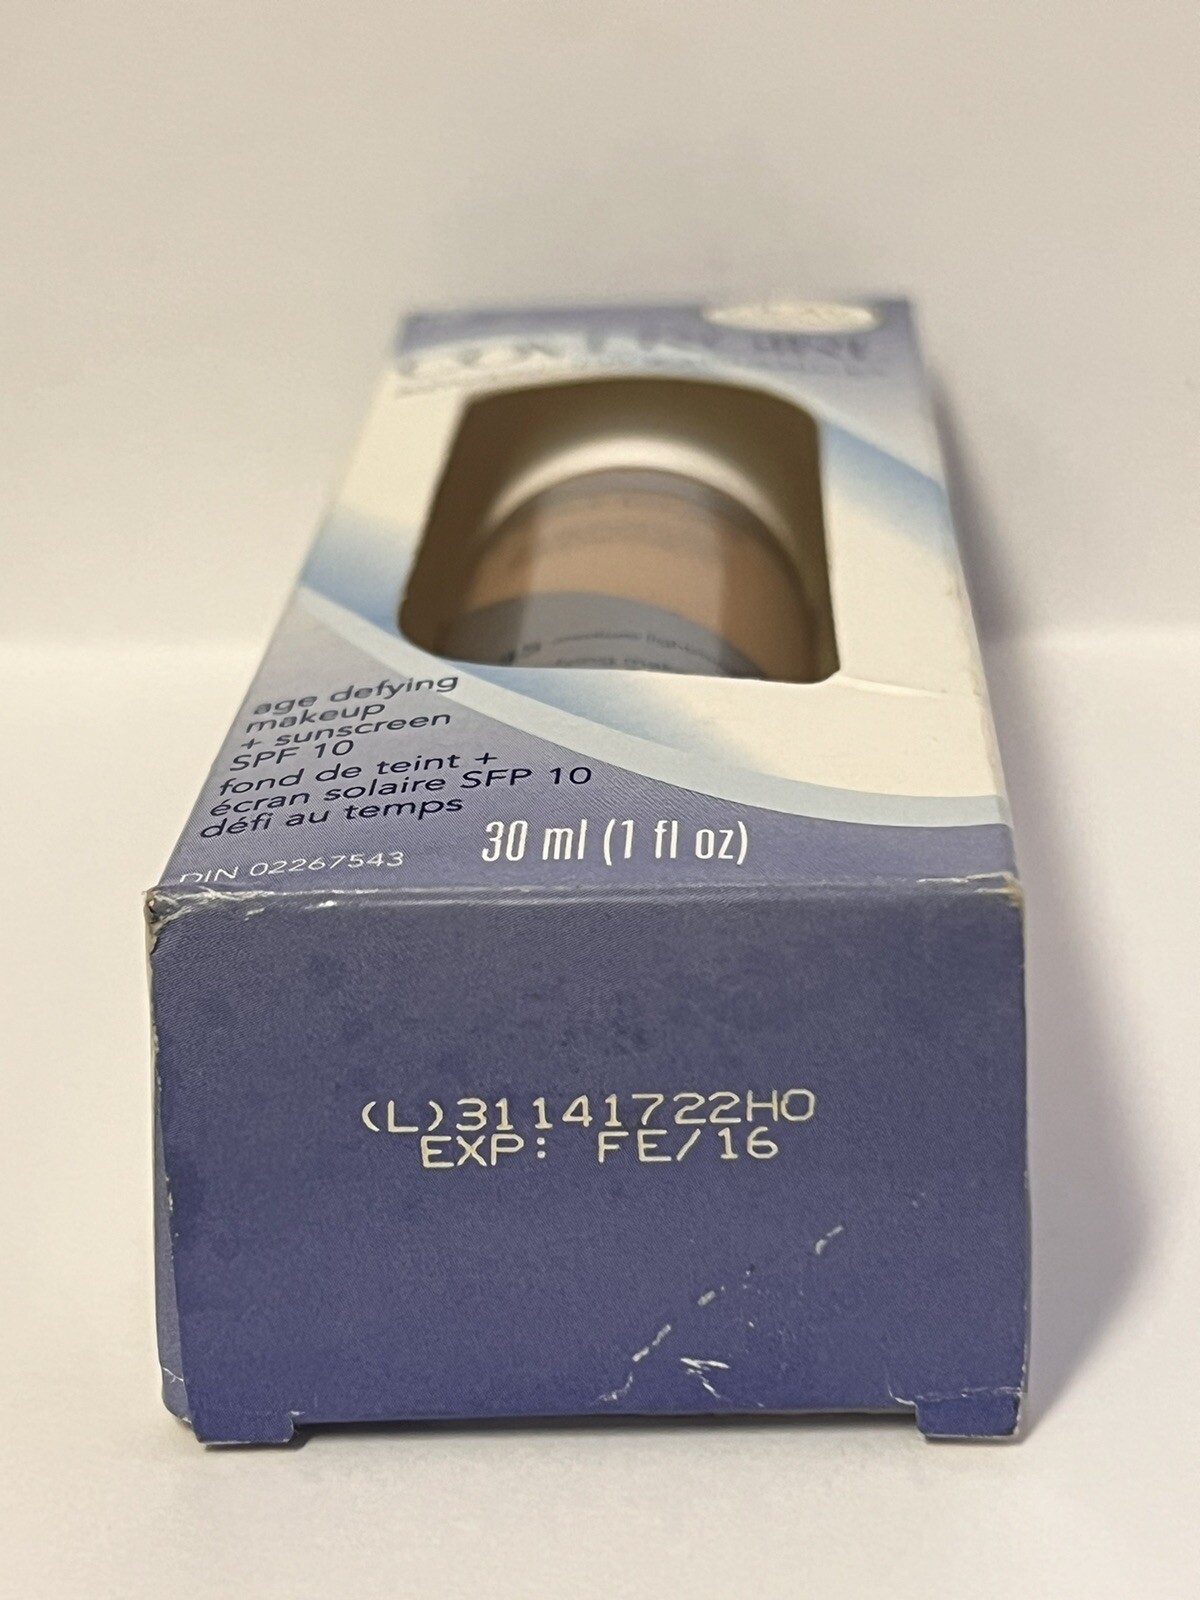 age defying
makeup
+ sunscreen
SPF 10
fond de teint +
écran solaire SFP 10
défi au temps
30 ml (1 fl oz)
DIN 02267543
(L)31141722HO
EXP: FE/16